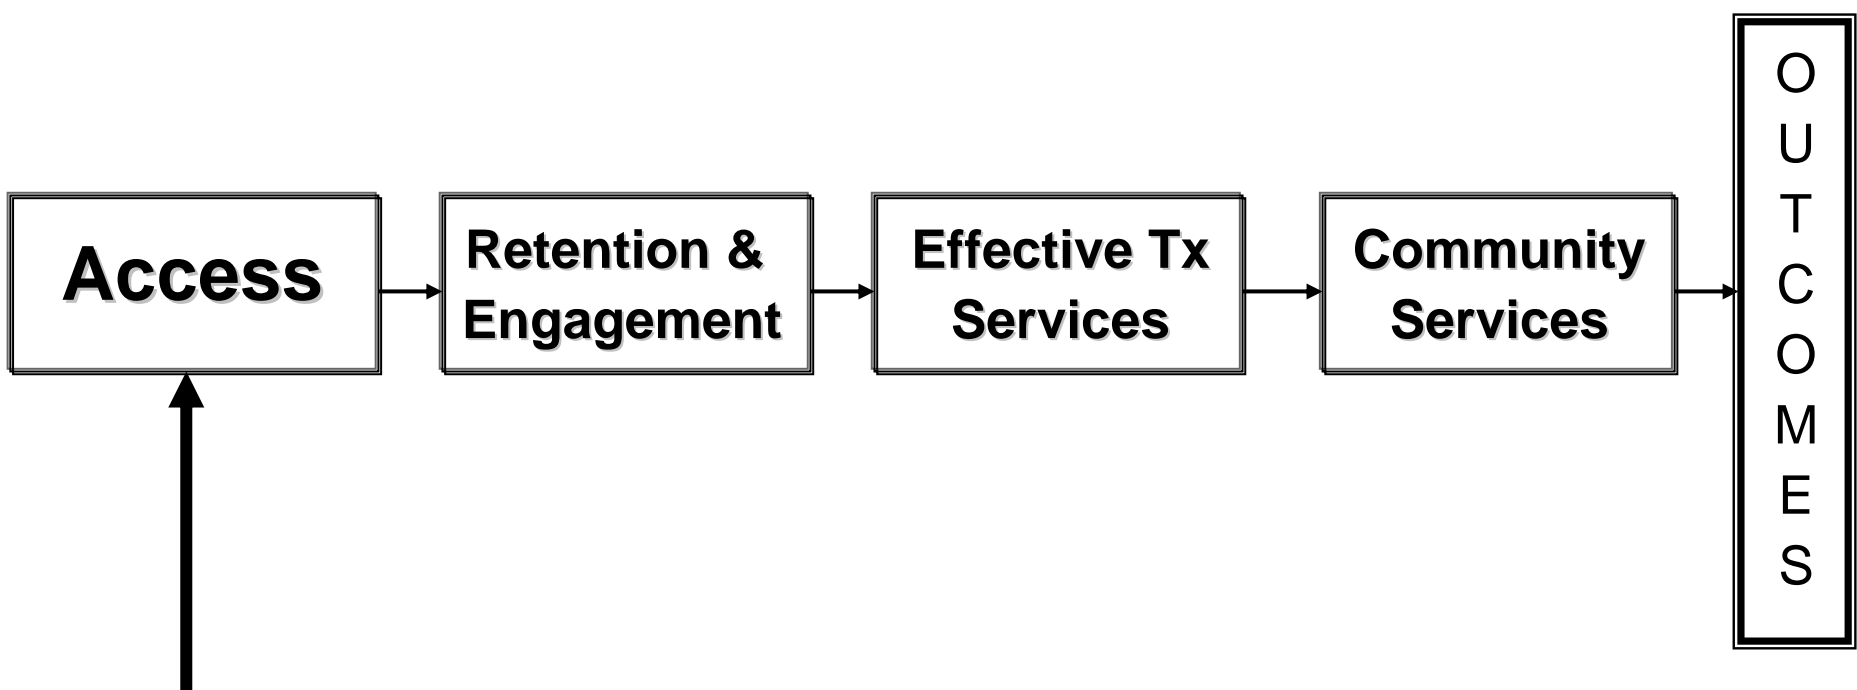 Access
Retention &
Engagement
Effective Tx
Services
Community
Services
O
U
T
C
O
M
E
S